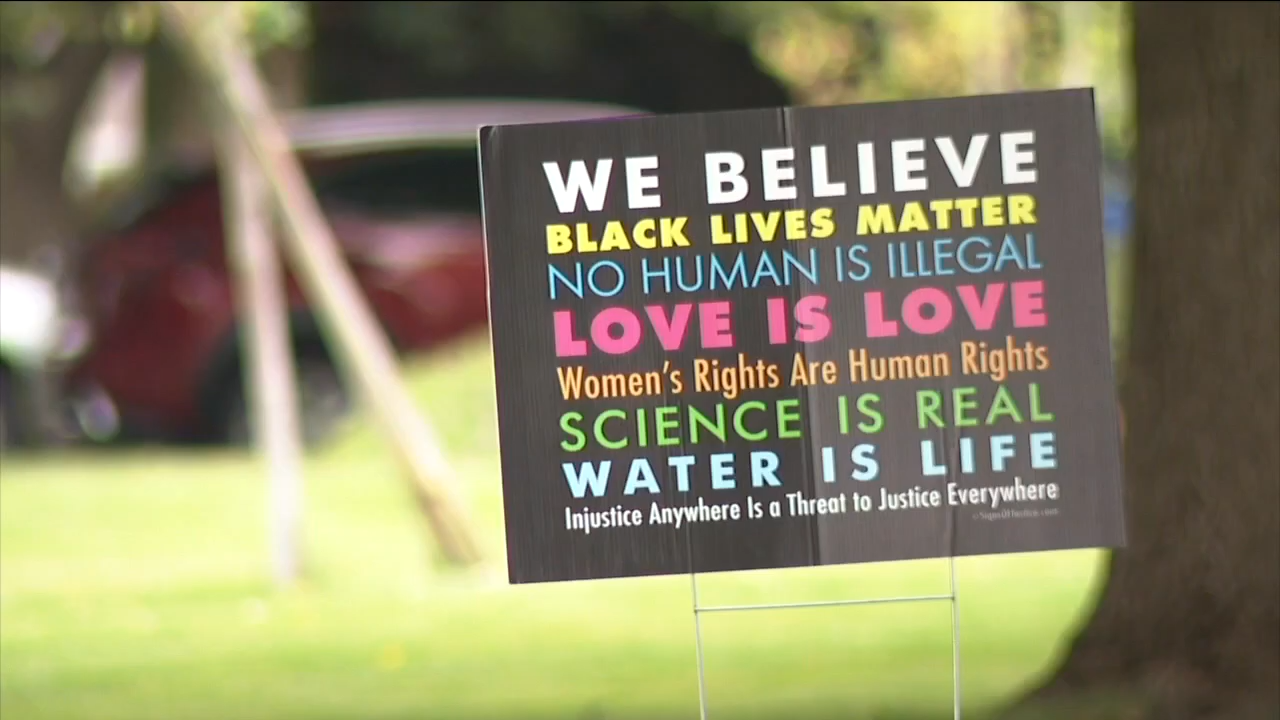 WE BELIEVE
BLACK LIVES MATTER
NO HUMAN IS ILLEGAL
LOVE IS LOVE
Women's Rights Are Human Rights
SCIENCE IS REAL
WATER IS LIFE
Injustice Anywhere Is a Threat to Justice Everywhere